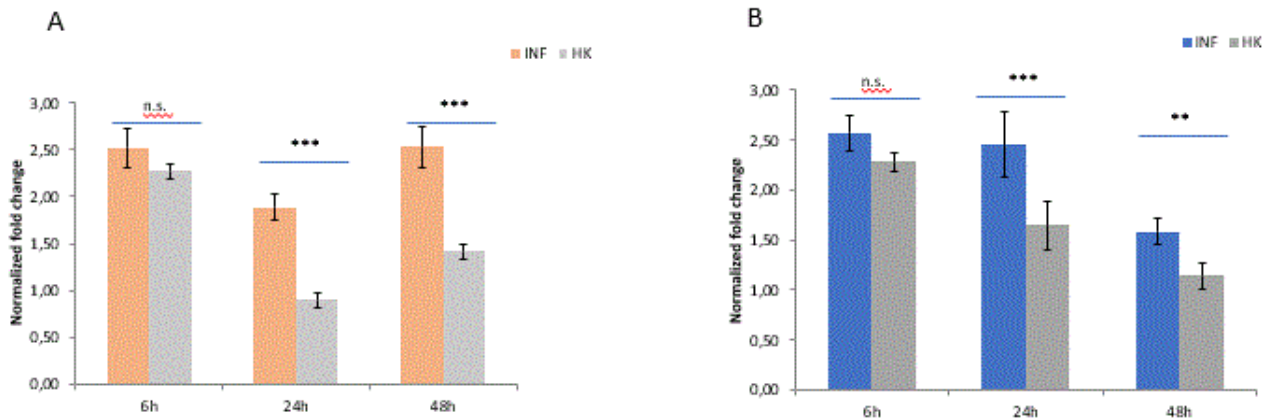 A
INF HK
Normalized fold change
3,00
2,50
2,00
1,50
1,00
0,50
0,00
n.s.
***
***
6h 24h 48h
B
INF HK
Normalized fold change
3,00
2,50
2,00
1,50
1,00
0,50
0,00
n.s.
***
**
6h 24h 48h